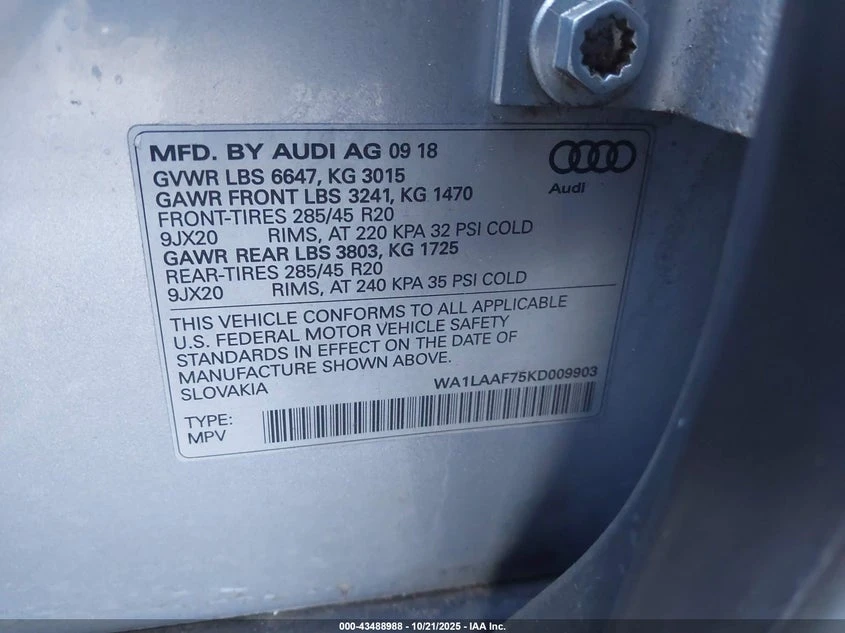 MFD. BY AUDI AG 09 18
Audi
GVWR LBS 6647, KG 3015
GAWR FRONT LBS 3241, KG 1470
FRONT-TIRES 285/45 R20
9JX20 RIMS, AT 220 KPA 32 PSI COLD
GAWR REAR LBS 3803, KG 1725
REAR-TIRES 285/45 R20
9JX20 RIMS, AT 240 KPA 35 PSI COLD
THIS VEHICLE CONFORMS TO ALL APPLICABLE
U.S. FEDERAL MOTOR VEHICLE SAFETY
STANDARDS IN EFFECT ON THE DATE OF
MANUFACTURE SHOWN ABOVE.
SLOVAKIA
WA1LAAF75KD009903
TYPE:
MPV
000-43488988 - 10/21/2025 - IAA Inc.